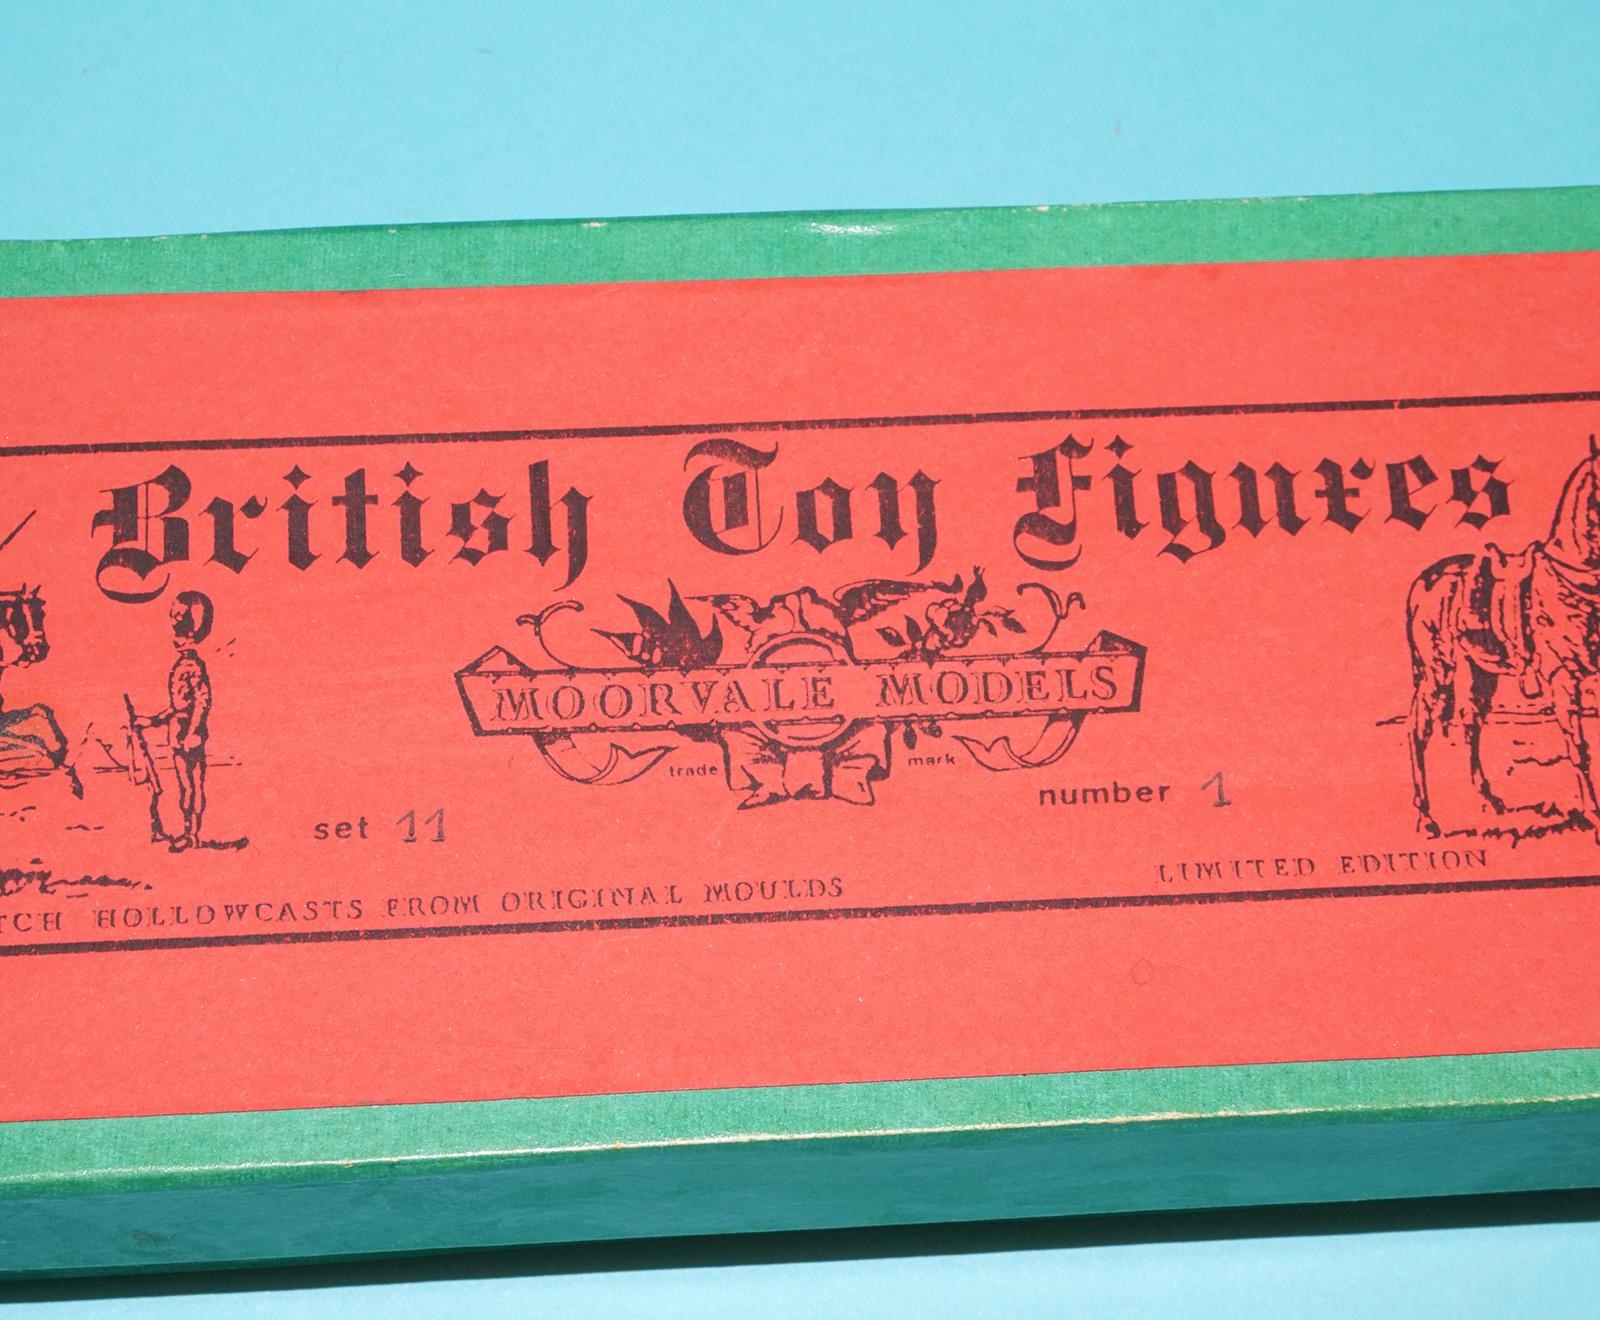 British Toy Figures
MOORVALE MODELS
trade mark
set 11
number 1
HOLLOWCASTS FROM ORIGINAL MOULDS
LIMITED EDITION